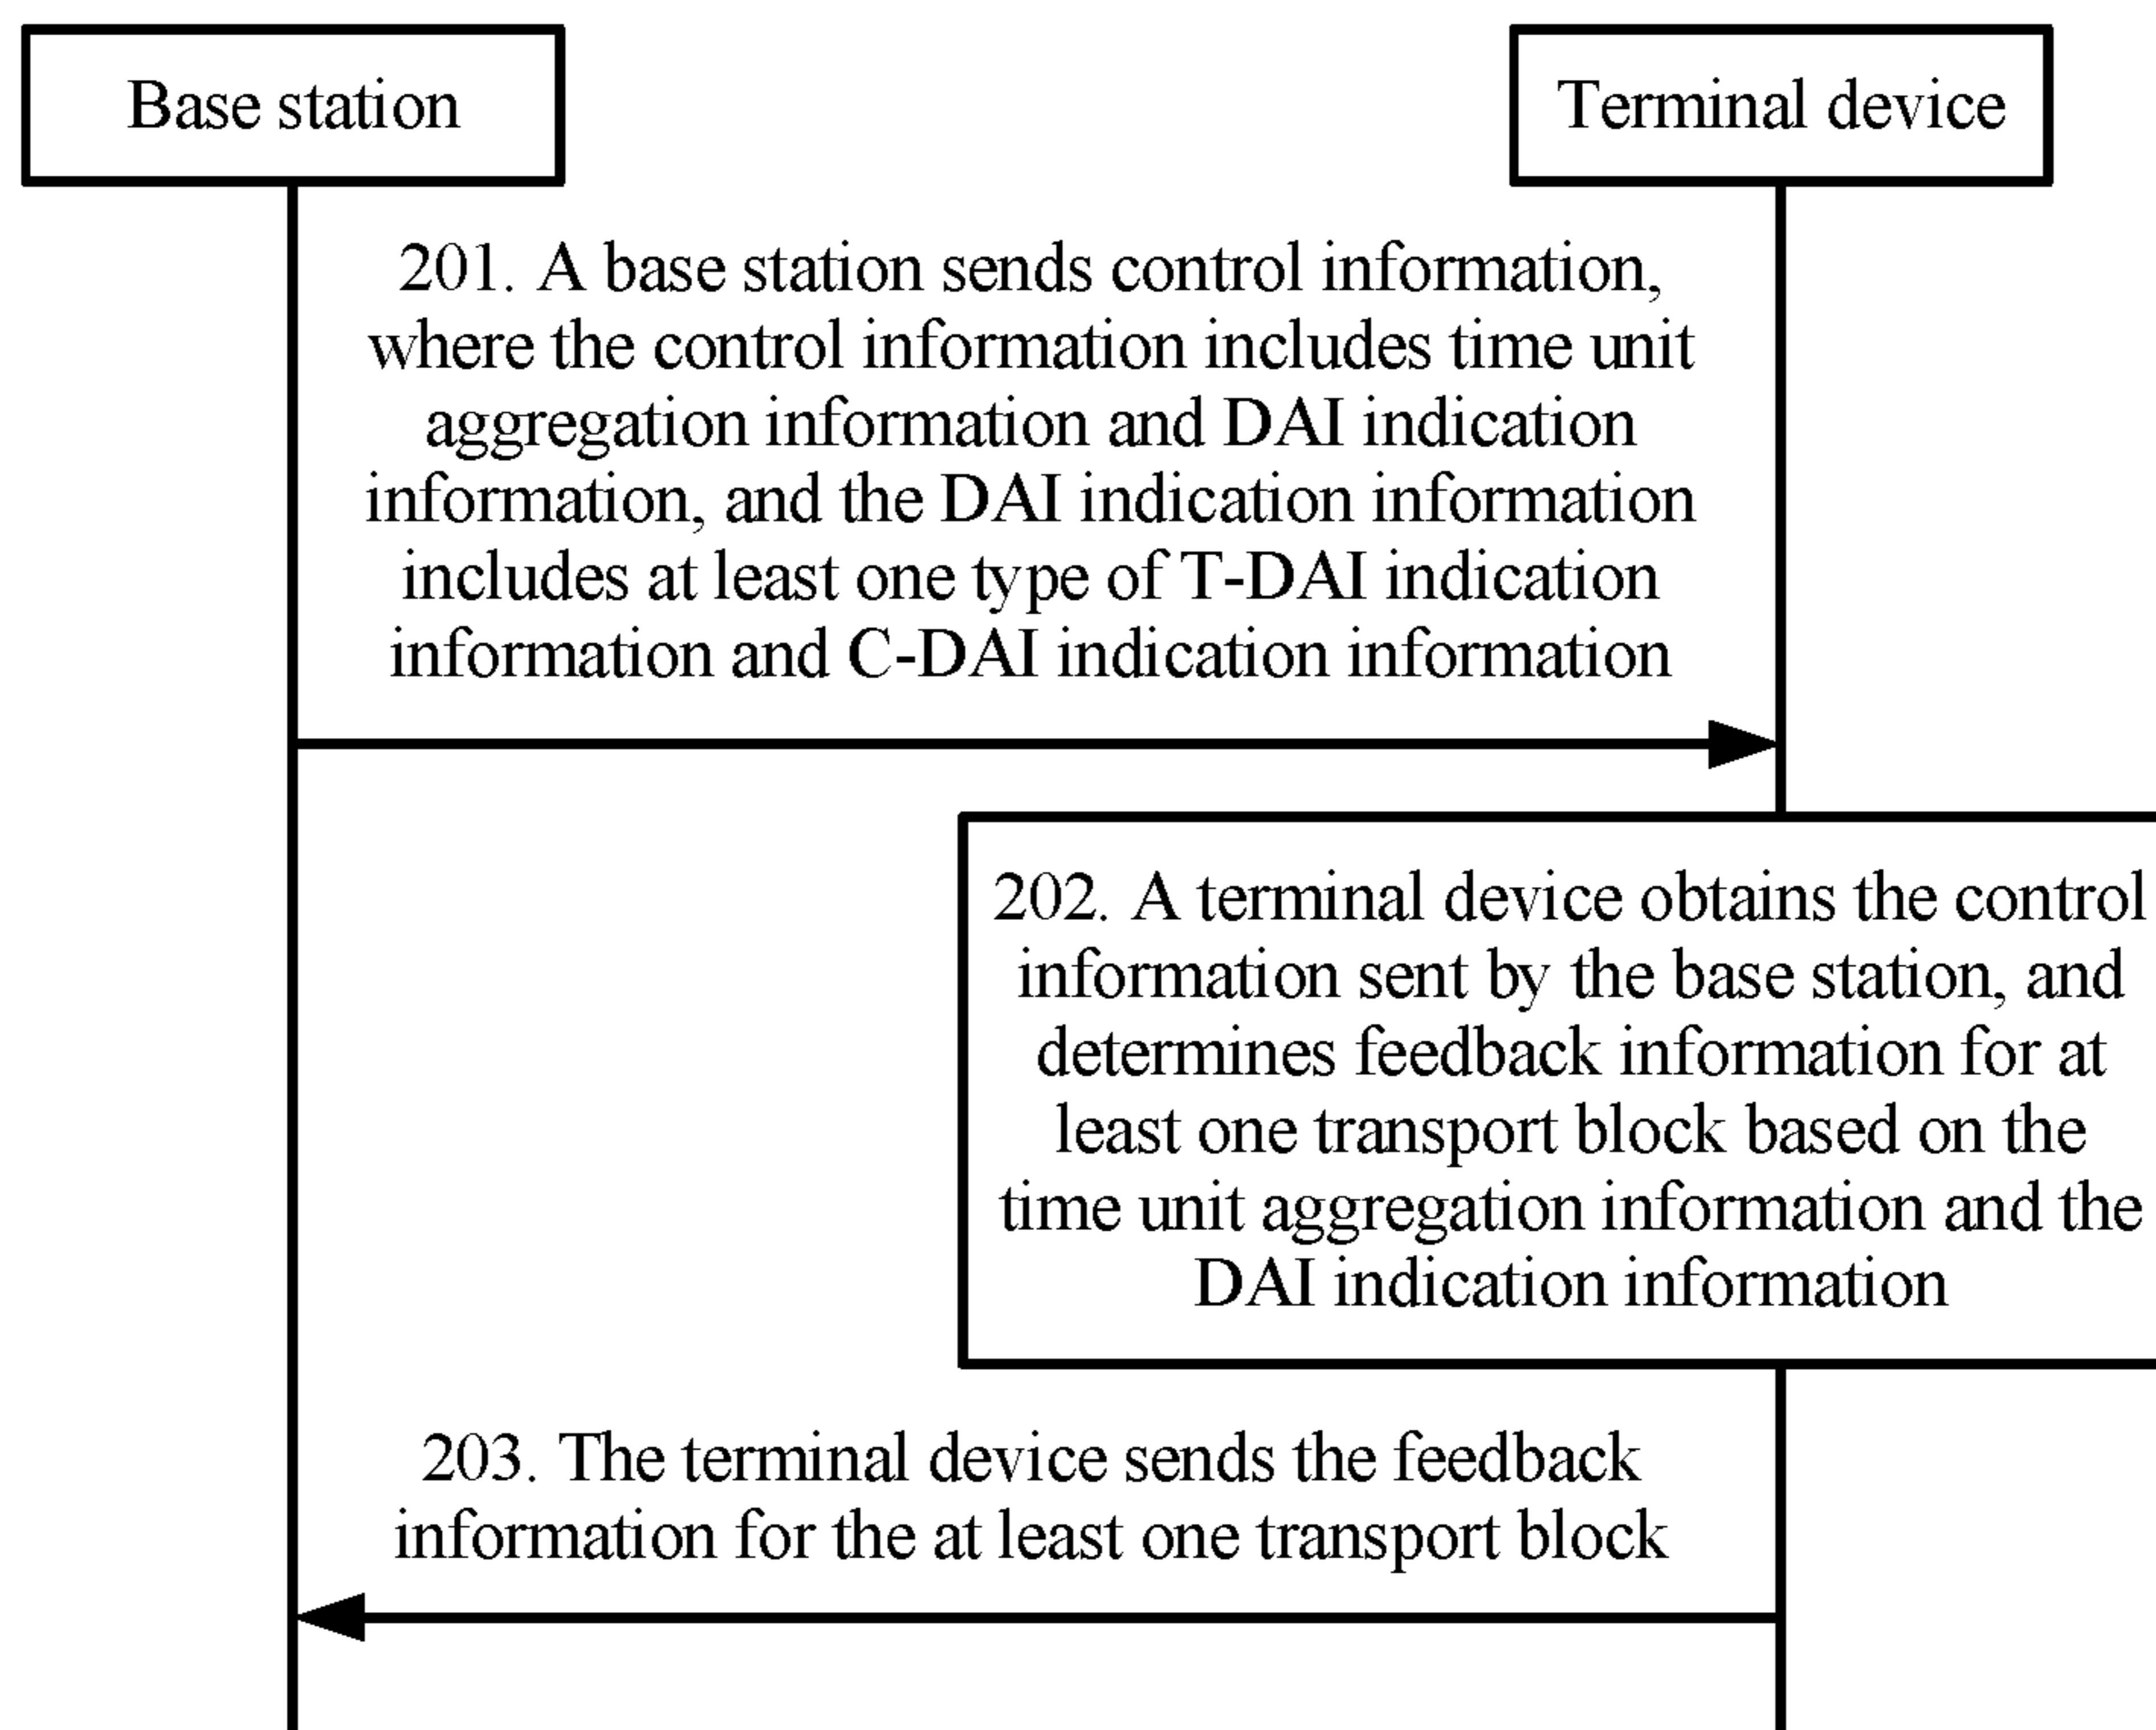 Base station
Terminal device
201. A base station sends control information,
where the control information includes time unit
aggregation information and DAI indication
information, and the DAI indication information
includes at least one type of T-DAI indication
information and C-DAI indication information
202. A terminal device obtains the control
information sent by the base station, and
determines feedback information for at
least one transport block based on the
time unit aggregation information and the
DAI indication information
203. The terminal device sends the feedback
information for the at least one transport block